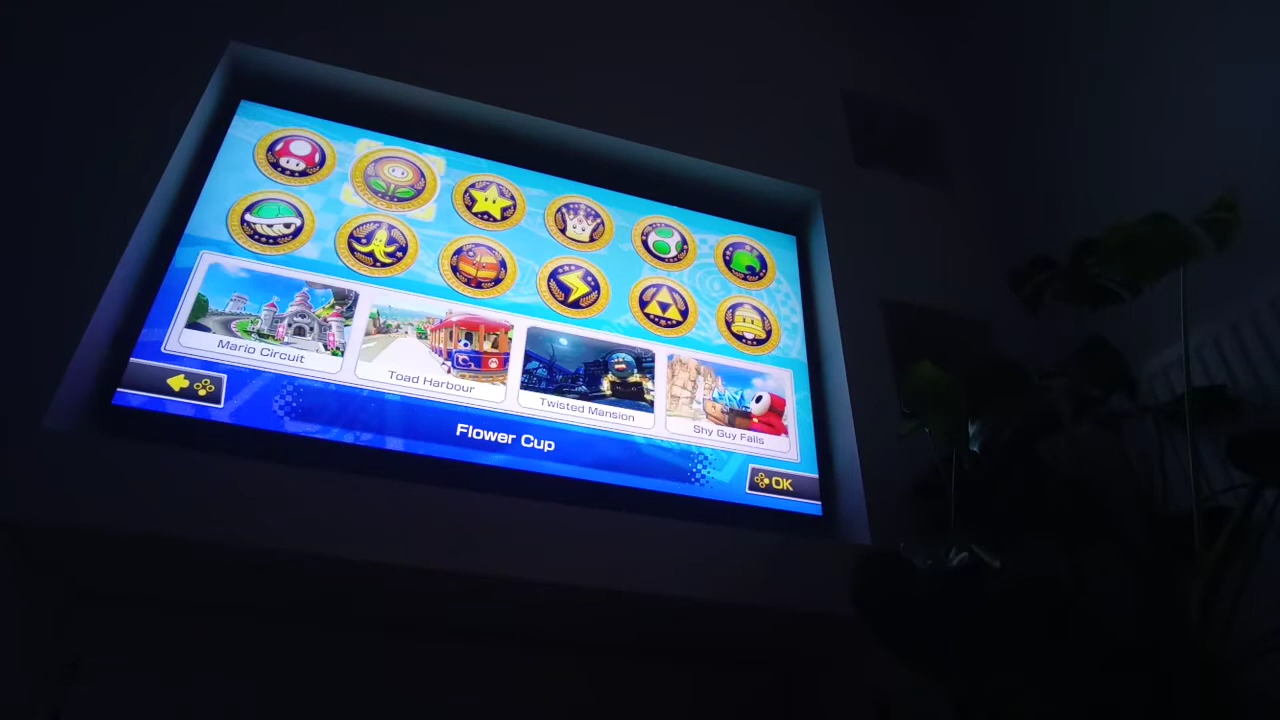 Mario Circuit
Toad Harbour
Twisted Mansion
Shy Guy Falls
Flower Cup
OK